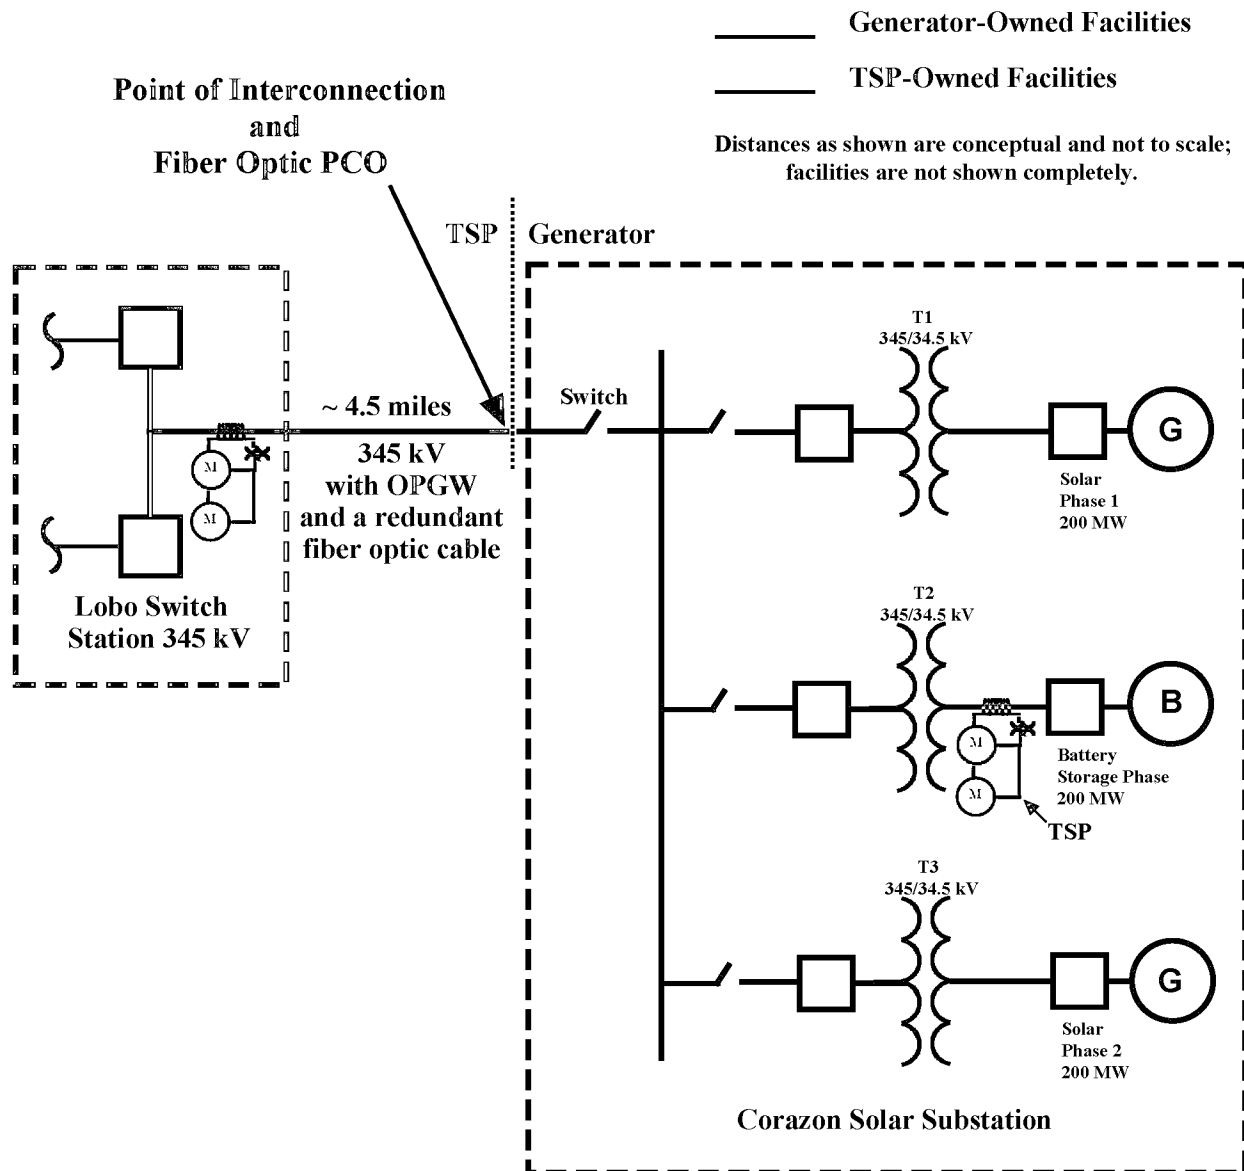 Generator-Owned Facilities
TSP-Owned Facilities
Distances as shown are conceptual and not to scale;
facilities are not shown completely.
Point of Interconnection
and
Fiber Optic PCO
TSP
Generator
~ 4.5 miles
345 kV
with OPGW
and a redundant
fiber optic cable
M
M
Lobo Switch
Station 345 kV
Switch
T1
345/34.5 kV
G
Solar
Phase 1
200 MW
T2
345/34.5 kV
B
M
M
Battery
Storage Phase
200 MW
TSP
T3
345/34.5 kV
G
Solar
Phase 2
200 MW
Corazon Solar Substation